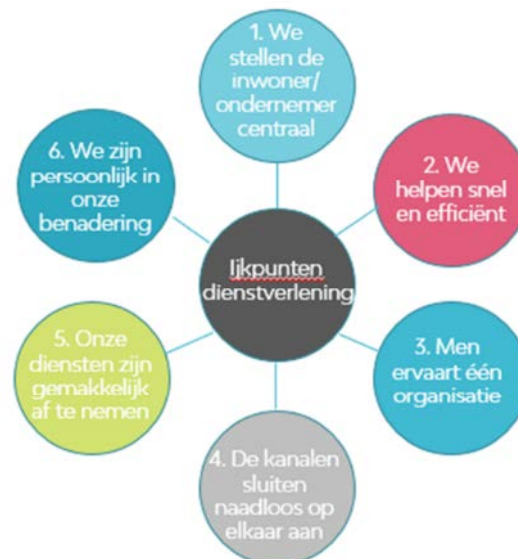 1. We
stellen de
inwoner/
ondernemer
centraal
2. We
helpen snel
en efficiënt
3. Men
ervaart één
organisatie
4. De kanalen
sluiten
naadloos op
elkaar aan
5. Onze
diensten zijn
gemakkelijk
af te nemen
6. We zijn
persoonlijk in
onze
benadering
Ijkpunten
dienstverlening